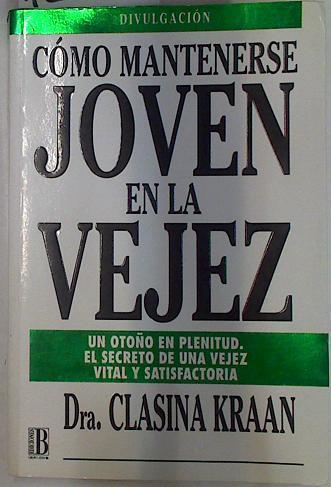 DIVULGACIÓN
CÓMO MANTENERSE
JOVEN
EN LA
VEJEZ
UN OTOÑO EN PLENITUD.
EL SECRETO DE UNA VEJEZ
VITAL Y SATISFACTORIA
Dra. CLASINA KRAAN
B